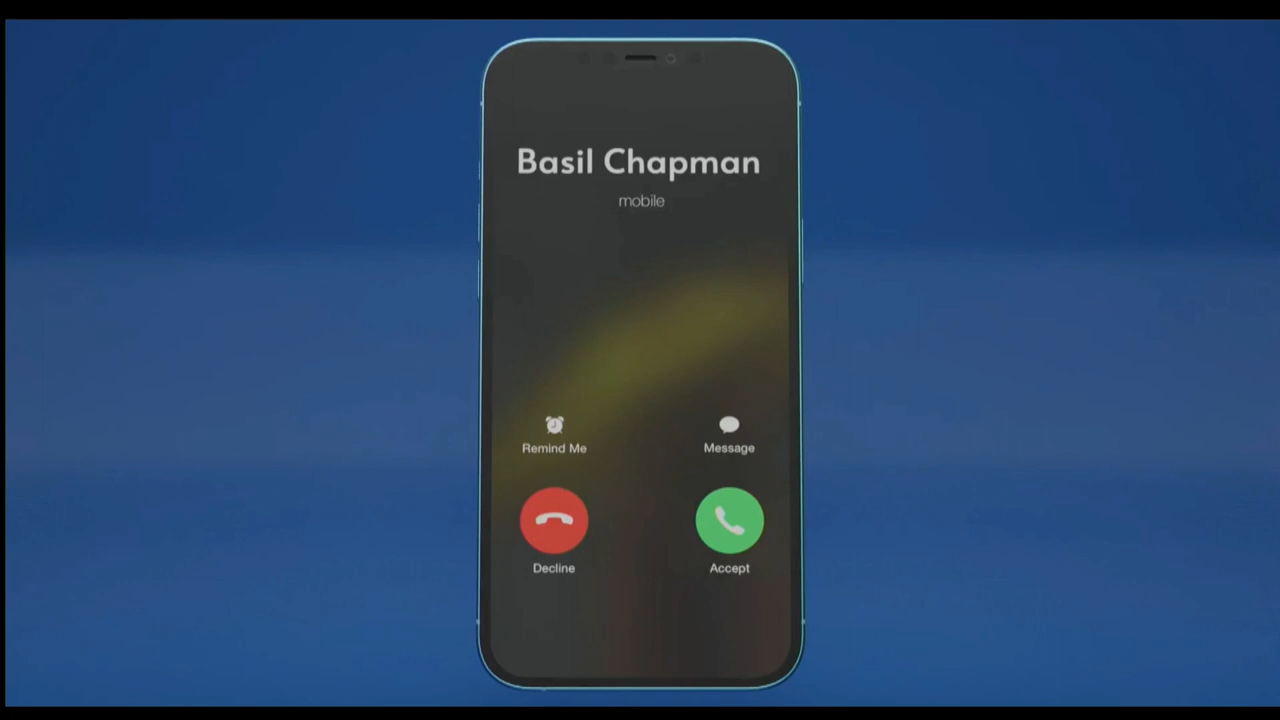 Basil Chapman
mobile
Remind Me
Message
Decline
Accept